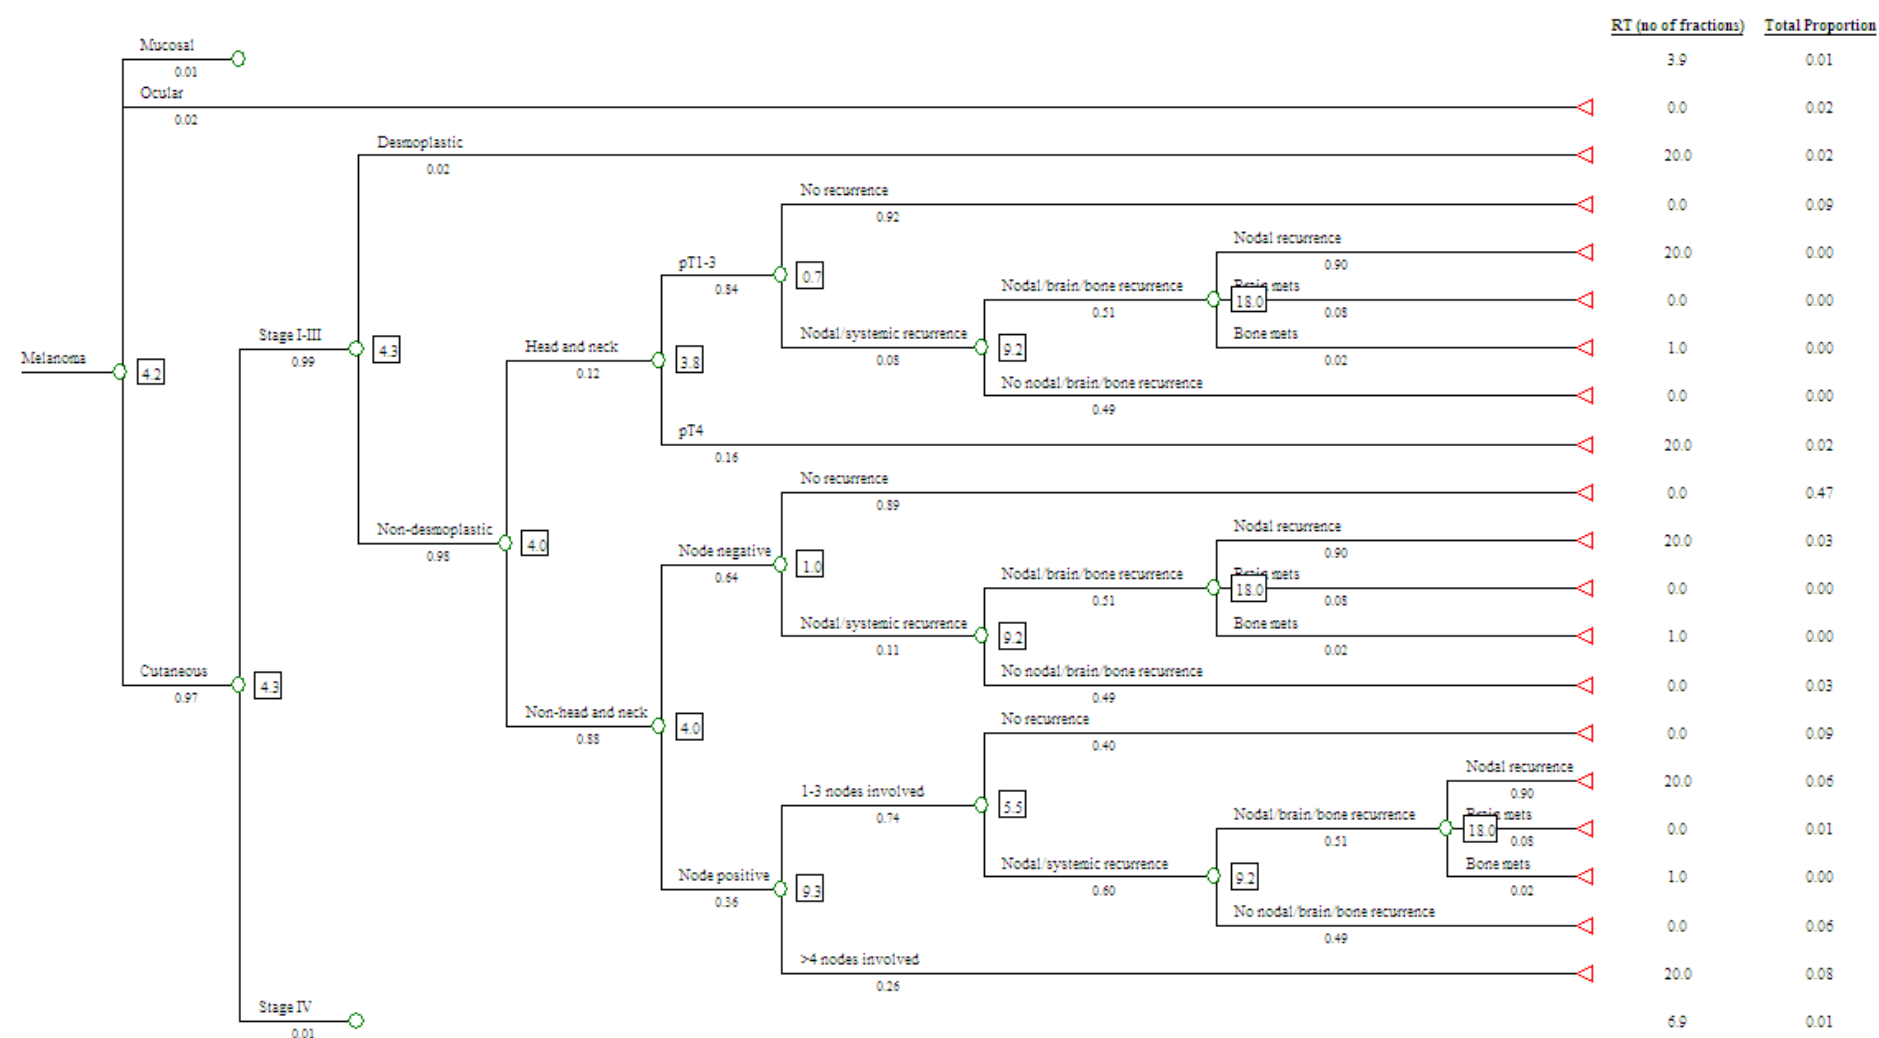 RT (no of fractions) Total Proportion
Mucosal
0.01 3.9 0.01
Ocular
0.02 0.0 0.02
Desmoplastic
0.02 20.0 0.02
No recurrence
0.92 0.0 0.09
Nodal recurrence
0.90 20.0 0.00
pT1-3
0.84 0.7
Nodal/brain/bone recurrence
0.51 18.0 mets
0.08 0.0 0.00
Stage I-III
0.99 4.3
Nodal/systemic recurrence
0.08 9.2
Bone mets
0.02 1.0 0.00
Head and neck
0.12 3.8
Melanoma 4.2
No nodal/brain/bone recurrence
0.49 0.0 0.00
pT4
0.16 20.0 0.02
No recurrence
0.89 0.0 0.47
Non-desmoplastic
0.98 4.0
Nodal recurrence
0.90 20.0 0.03
Node negative
0.64 1.0
Nodal/brain/bone recurrence
0.51 18.0 mets
0.08 0.0 0.00
Nodal/systemic recurrence
0.11 9.2
Bone mets
0.02 1.0 0.00
Cutaneous
0.97 4.3
No nodal/brain/bone recurrence
0.49 0.0 0.03
Non-head and neck
0.88 4.0
No recurrence
0.40 0.0 0.09
Nodal recurrence
0.90 20.0 0.06
1-3 nodes involved
0.74 5.5
Nodal/brain/bone recurrence
0.51 18.0 mets
0.08 0.0 0.01
Node positive
0.36 9.3
Nodal/systemic recurrence
0.60 9.2
Bone mets
0.02 1.0 0.00
No nodal/brain/bone recurrence
0.49 0.0 0.06
>4 nodes involved
0.26 20.0 0.08
Stage IV
0.01 6.9 0.01